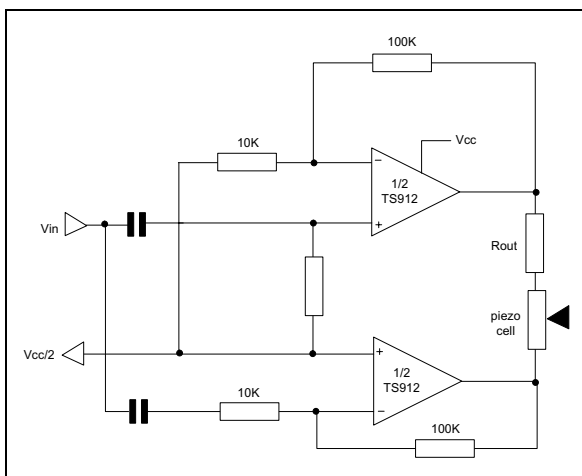 100K
10K
Vcc
−
1/2
TS912
+
Vin
Rout
piezo
cell
Vcc/2
+
1/2
TS912
−
10K
100K